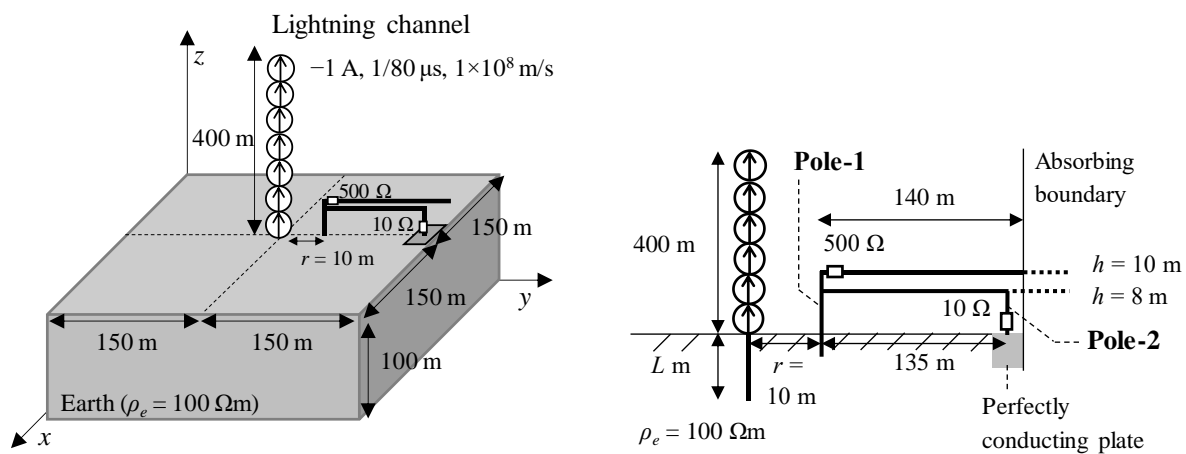 Lightning channel
z
−1 A, 1/80 μs, 1×10⁸ m/s
400 m
500 Ω
10 Ω
r = 10 m
150 m
150 m
y
150 m
150 m
100 m
Earth (ρe = 100 Ωm)
x
Pole-1
Absorbing
boundary
140 m
400 m
500 Ω
h = 10 m
h = 8 m
10 Ω
Pole-2
L m
r =
10 m
135 m
ρe = 100 Ωm
Perfectly
conducting plate